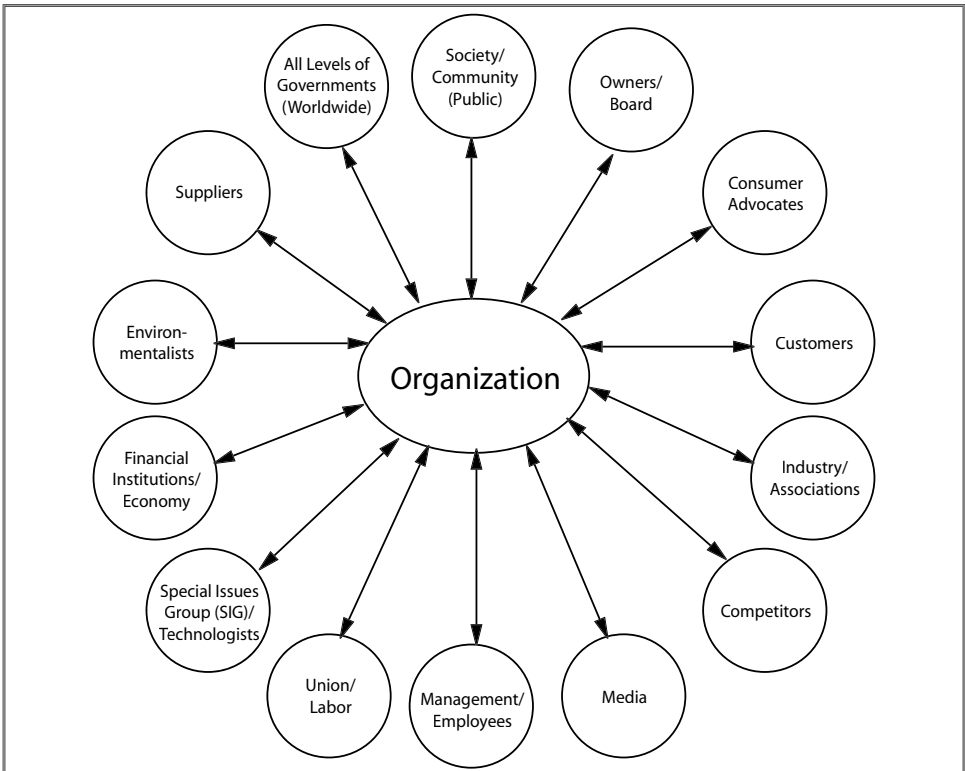 All Levels of
Governments
(Worldwide)
Society/
Community
(Public)
Owners/
Board
Consumer
Advocates
Suppliers
Environ-
mentalists
Organization
Customers
Financial
Institutions/
Economy
Industry/
Associations
Special Issues
Group (SIG)/
Technologists
Competitors
Union/
Labor
Management/
Employees
Media